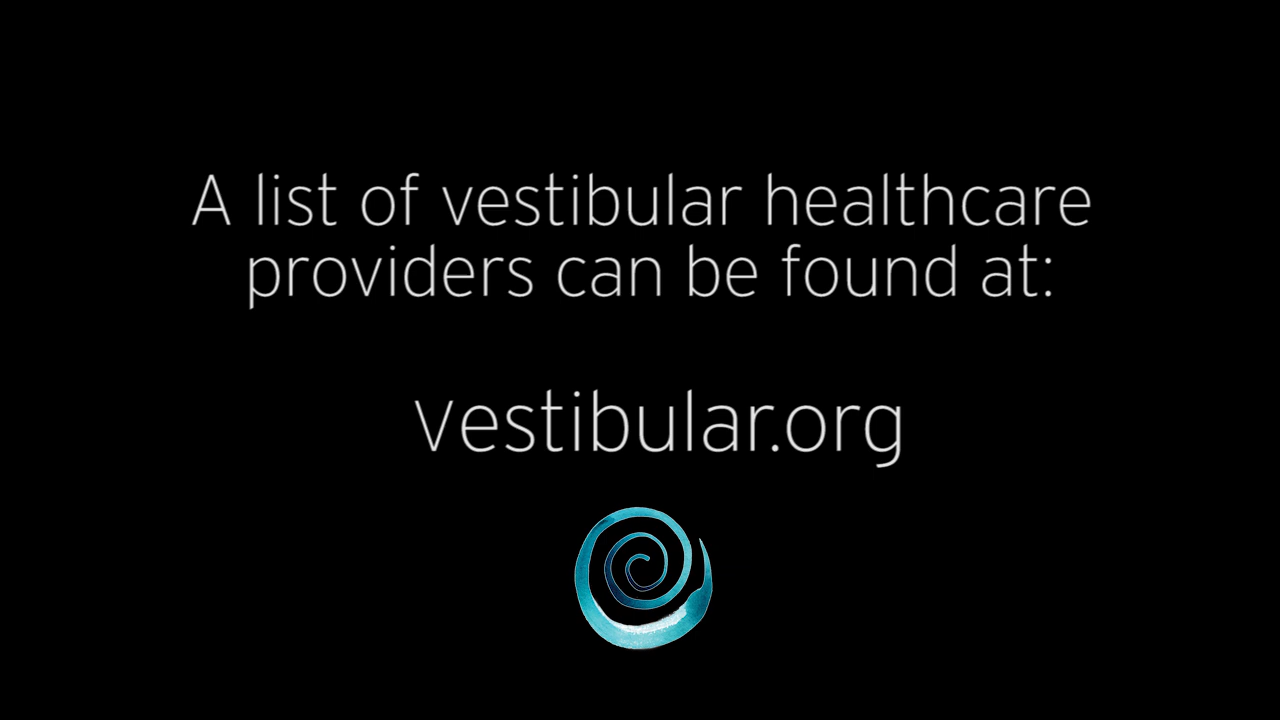 A list of vestibular healthcare
providers can be found at:
vestibular.org